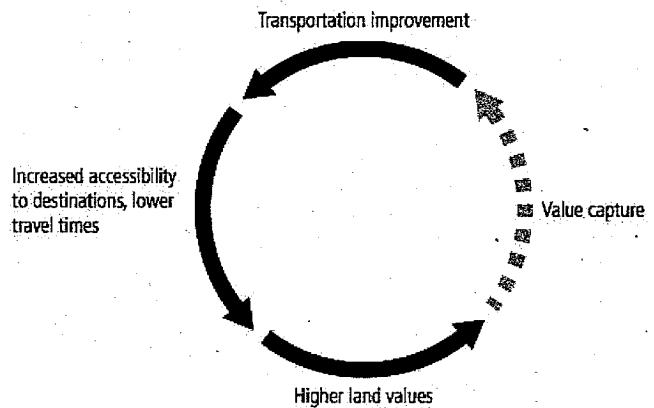 Transportation improvement
Increased accessibility
to destinations, lower
travel times
Value capture
Higher land values